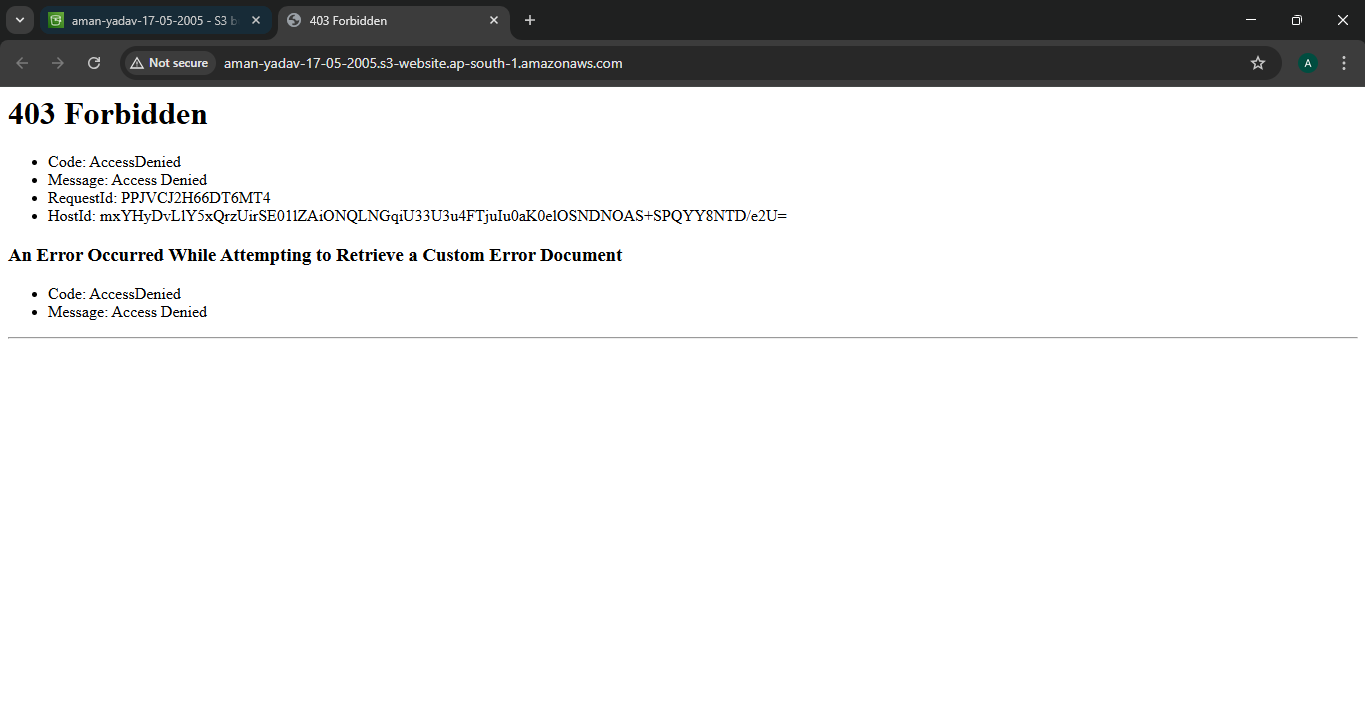 aman-yadav-17-05-2005 - S3 b
403 Forbidden
Not secure
aman-yadav-17-05-2005.s3-website.ap-south-1.amazonaws.com
A
403 Forbidden
Code: AccessDenied
Message: Access Denied
RequestId: PPJVCJ2H66DT6MT4
HostId: mxYHyDvLlY5xQrzUirSE01lZAiONQLNGqiU33U3u4FTjuIu0aK0elOSNDNOAS+SPQYY8NTD/e2U=
An Error Occurred While Attempting to Retrieve a Custom Error Document
Code: AccessDenied
Message: Access Denied